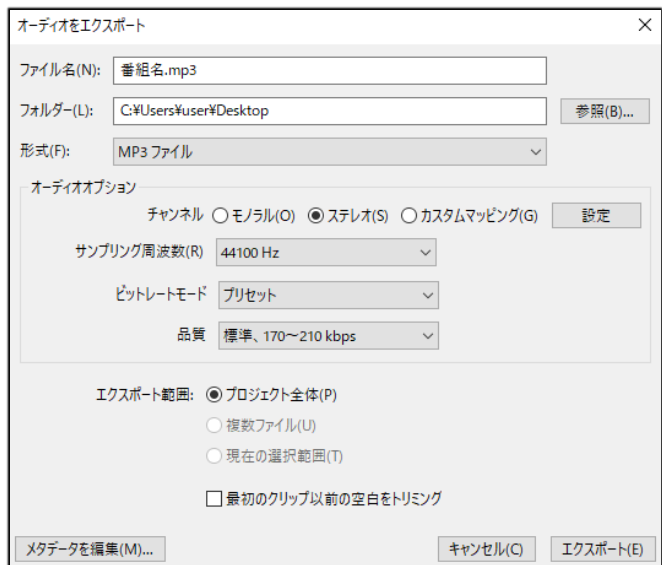 オーディオをエクスポート
ファイル名(N): 番組名.mp3
フォルダー(L): C:¥Users¥user¥Desktop 参照(B)...
形式(F): MP3 ファイル
オーディオオプション
チャンネル モノラル(O) ステレオ(S) カスタムマッピング(G) 設定
サンプリング周波数(R) 44100 Hz
ビットレートモード プリセット
品質 標準、170〜210 kbps
エクスポート範囲: プロジェクト全体(P)
複数ファイル(U)
現在の選択範囲(T)
最初のクリップ以前の空白をトリミング
メタデータを編集(M)... キャンセル(C) エクスポート(E)